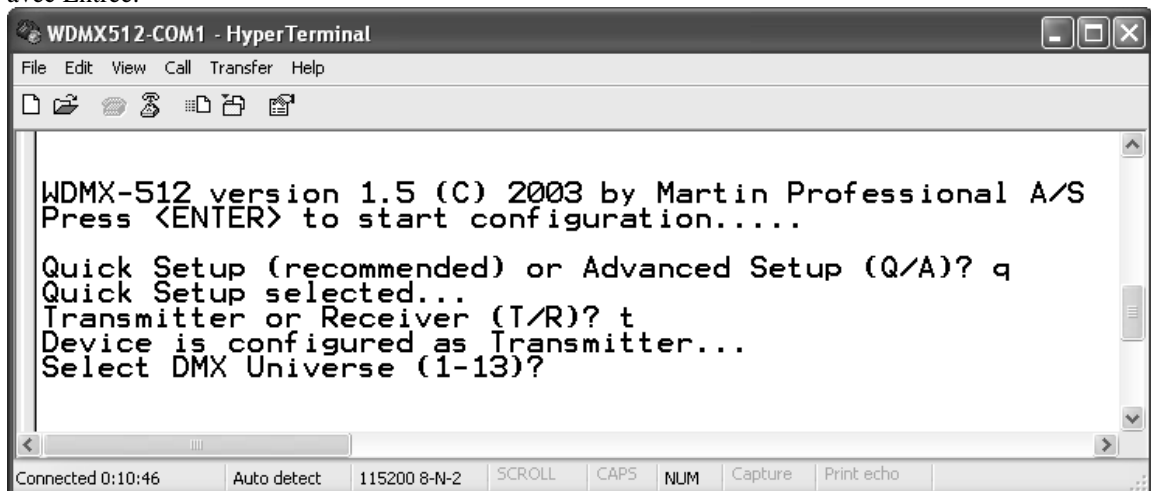 avec Entrée.
WDMX512-COM1 - HyperTerminal
File Edit View Call Transfer Help
WDMX-512 version 1.5 (C) 2003 by Martin Professional A/S
Press <ENTER> to start configuration.....
Quick Setup (recommended) or Advanced Setup (Q/A)? q
Quick Setup selected...
Transmitter or Receiver (T/R)? t
Device is configured as Transmitter...
Select DMX Universe (1-13)?
Connected 0:10:46 Auto detect 115200 8-N-2 SCROLL CAPS NUM Capture Print echo